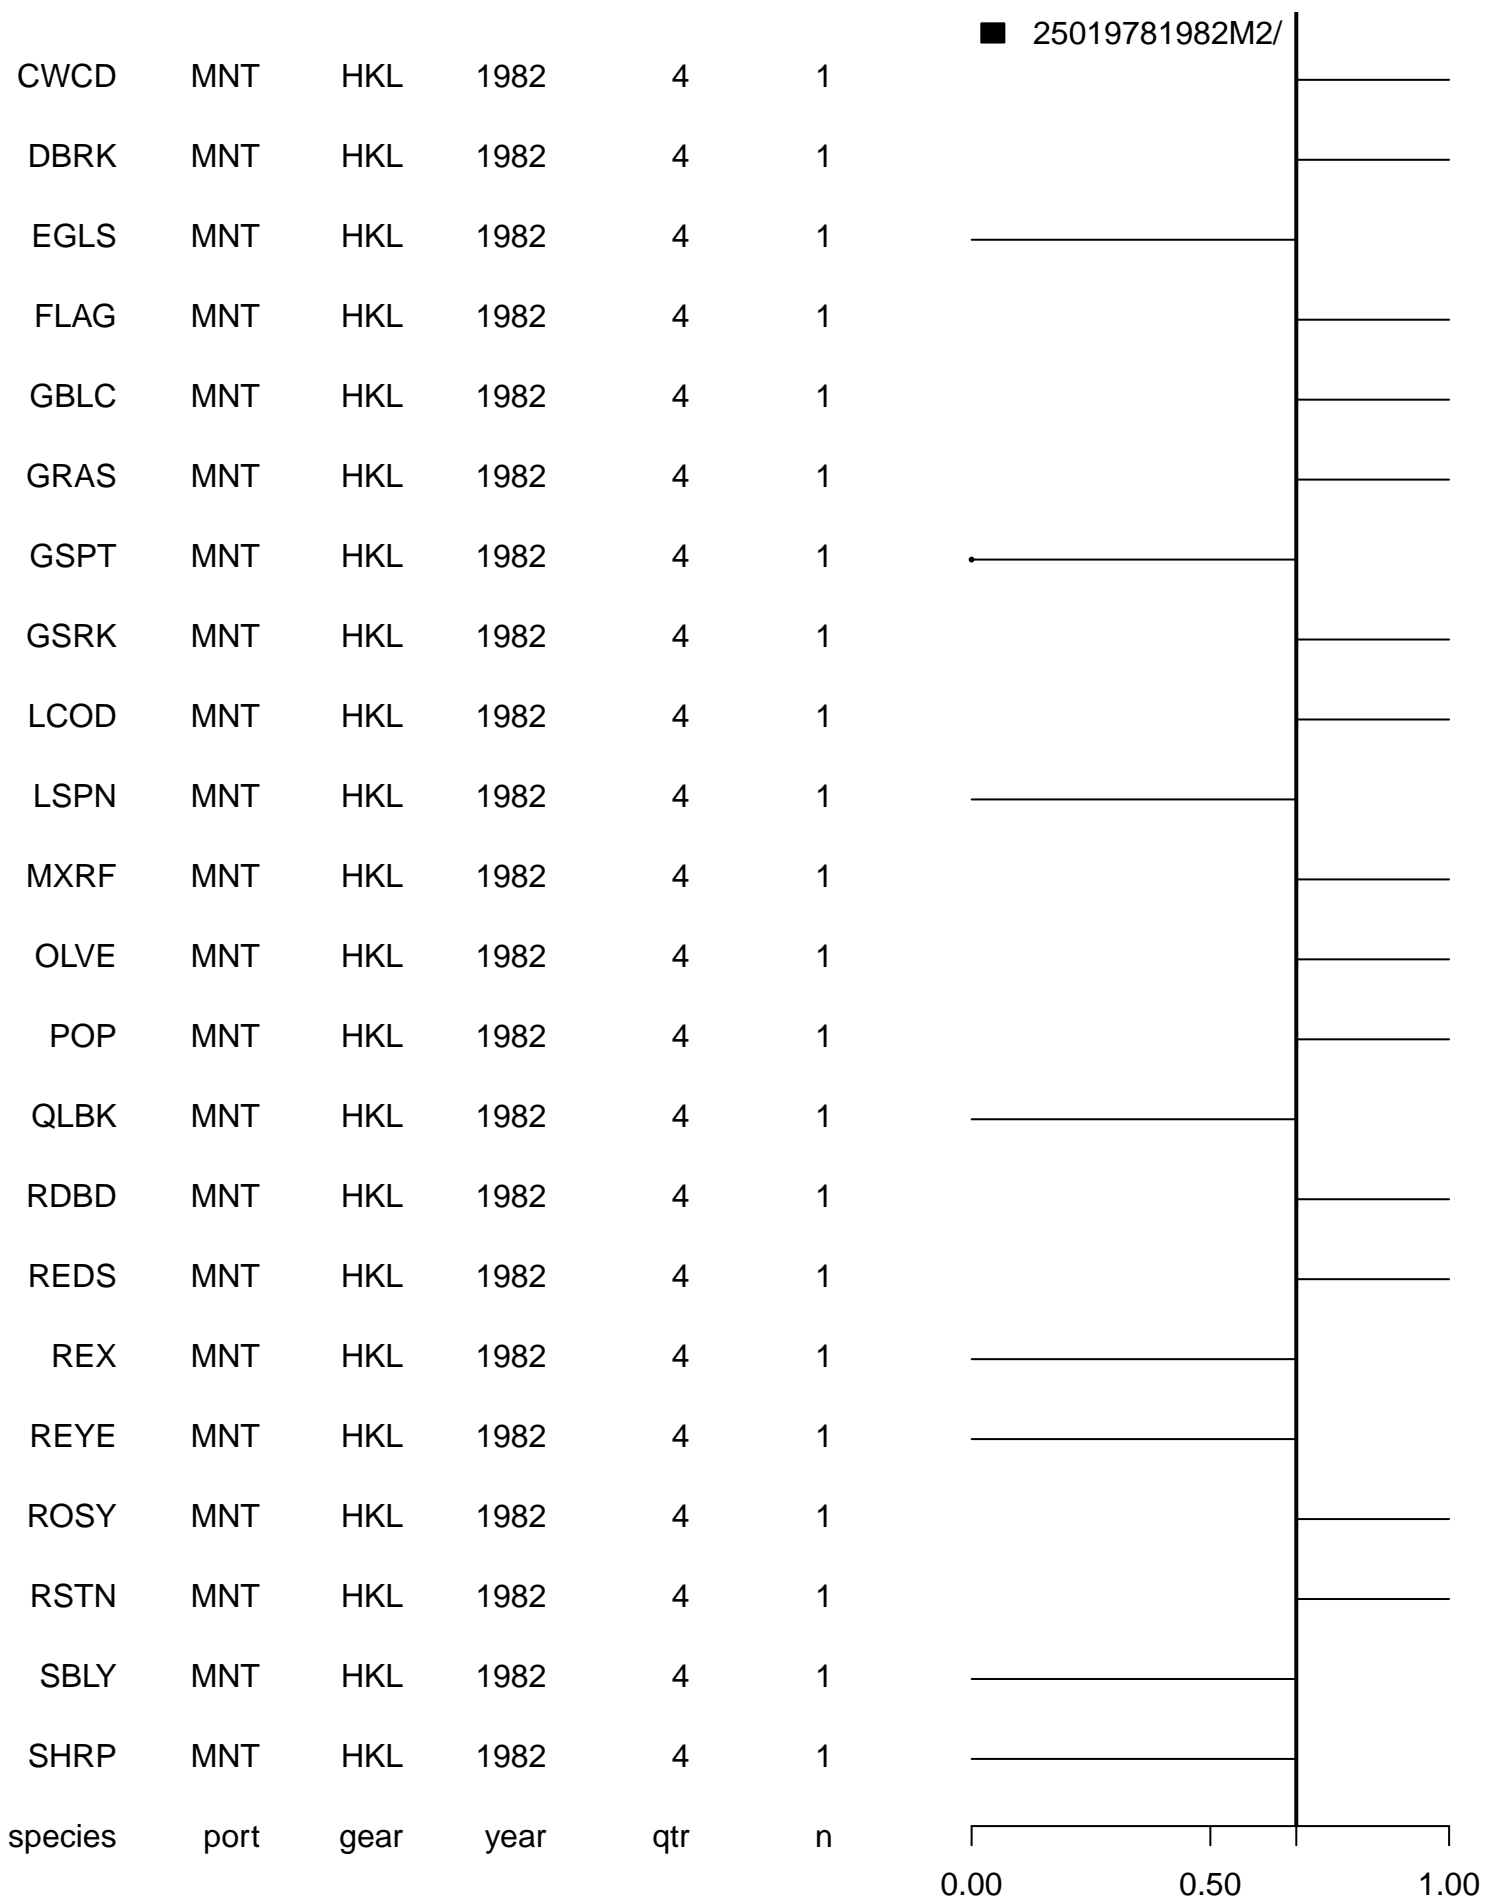 25019781982M2/
CWCD MNT HKL 1982 4 1
DBRK MNT HKL 1982 4 1
EGLS MNT HKL 1982 4 1
FLAG MNT HKL 1982 4 1
GBLC MNT HKL 1982 4 1
GRAS MNT HKL 1982 4 1
GSPT MNT HKL 1982 4 1
GSRK MNT HKL 1982 4 1
LCOD MNT HKL 1982 4 1
LSPN MNT HKL 1982 4 1
MXRF MNT HKL 1982 4 1
OLVE MNT HKL 1982 4 1
POP MNT HKL 1982 4 1
QLBK MNT HKL 1982 4 1
RDBD MNT HKL 1982 4 1
REDS MNT HKL 1982 4 1
REX MNT HKL 1982 4 1
REYE MNT HKL 1982 4 1
ROSY MNT HKL 1982 4 1
RSTN MNT HKL 1982 4 1
SBLY MNT HKL 1982 4 1
SHRP MNT HKL 1982 4 1
species port gear year qtr n
0.00 0.50 1.00